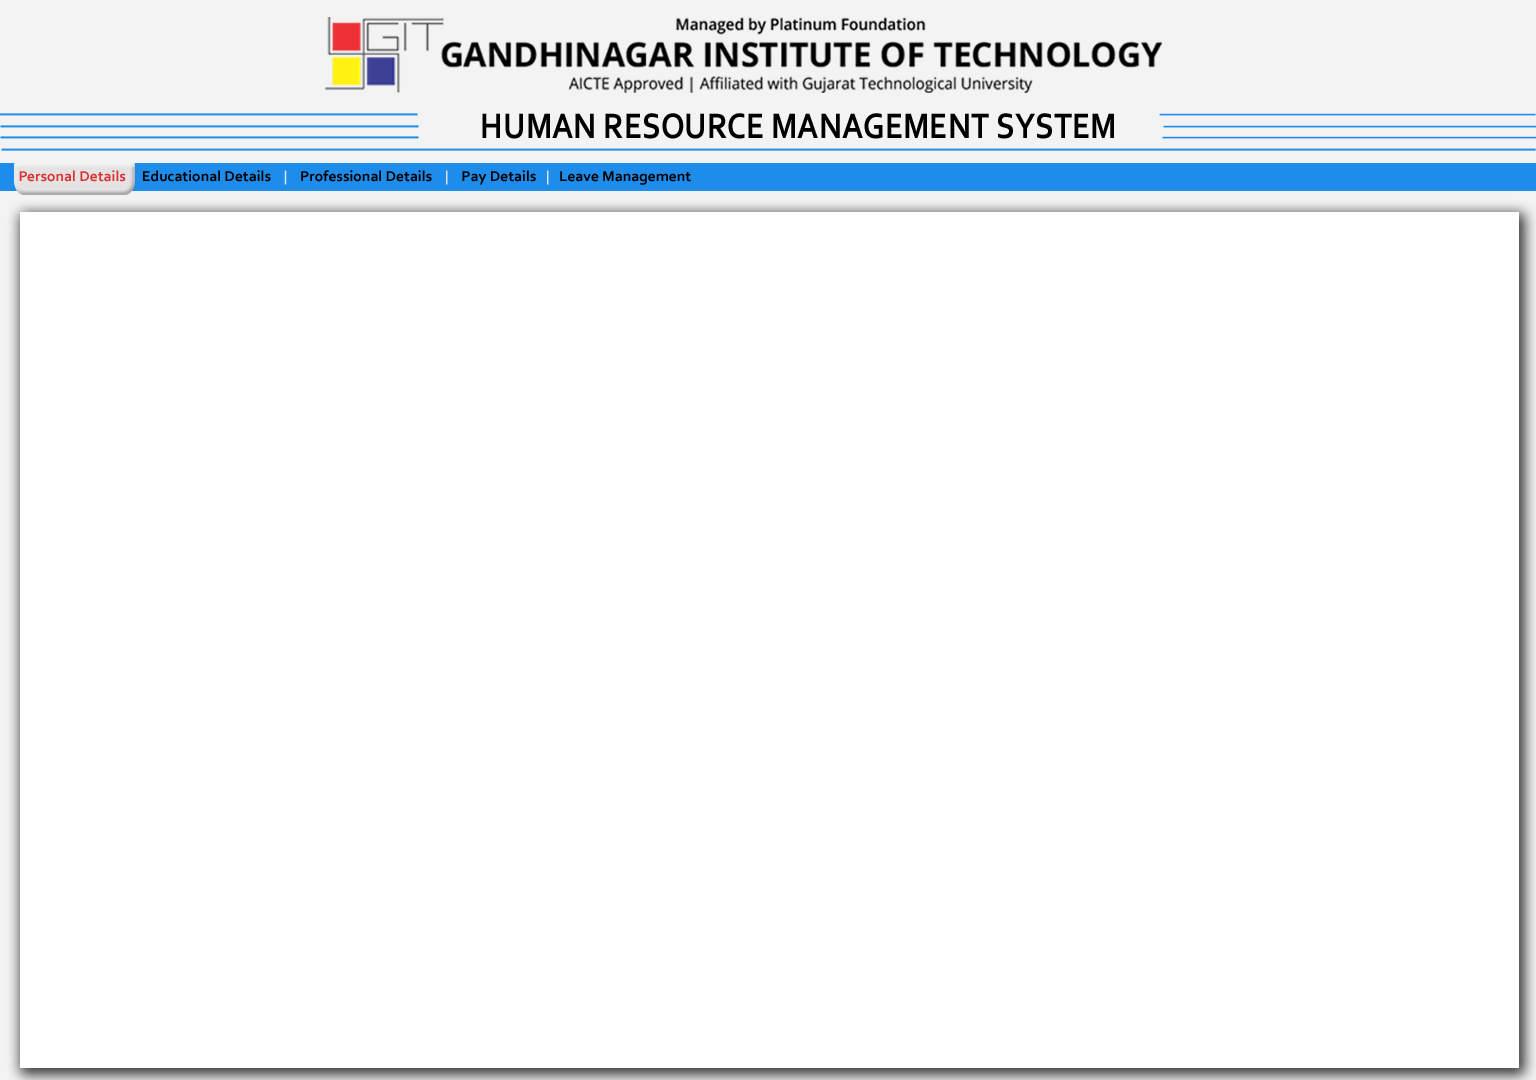 GIT
Managed by Platinum Foundation
GANDHINAGAR INSTITUTE OF TECHNOLOGY
AICTE Approved | Affiliated with Gujarat Technological University
HUMAN RESOURCE MANAGEMENT SYSTEM
Personal Details Educational Details | Professional Details | Pay Details | Leave Management